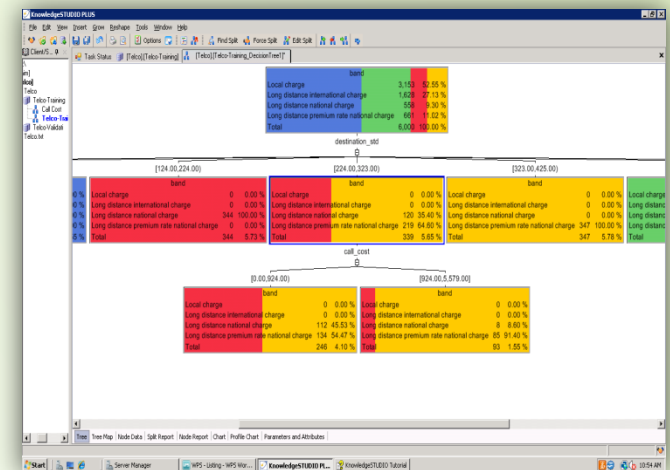 KnowledgeSTUDIO PLUS
File Edit View Insert Grow Reshape Tools Window Help
Options Find Split Force Split Edit Split
Client/S...
Task Status [Telco][Telco-Training] [Telco][Telco-Training_DecisionTree1]*
Telco
Telco-Training
Call Cost
Telco-Trai
Telco-Validati
Telco.txt
band
Local charge 3,153 52.55 %
Long distance international charge 1,628 27.13 %
Long distance national charge 558 9.30 %
Long distance premium rate national charge 661 11.02 %
Total 6,000 100.00 %
destination_std
[124.00,224.00) [224.00,323.00) [323.00,425.00)
band
Local charge 0 0.00 %
Long distance international charge 0 0.00 %
Long distance national charge 344 100.00 %
Long distance premium rate national charge 0 0.00 %
Total 344 5.73 %
band
Local charge 0 0.00 %
Long distance international charge 0 0.00 %
Long distance national charge 120 35.40 %
Long distance premium rate national charge 219 64.60 %
Total 339 5.65 %
band
Local charge 0 0.00 %
Long distance international charge 0 0.00 %
Long distance national charge 0 0.00 %
Long distance premium rate national charge 347 100.00 %
Total 347 5.78 %
Local charge
Long distance
Long distance
Long distance
Total
call_cost
[0.00,924.00) [924.00,5,579.00]
band
Local charge 0 0.00 %
Long distance international charge 0 0.00 %
Long distance national charge 112 45.53 %
Long distance premium rate national charge 134 54.47 %
Total 246 4.10 %
band
Local charge 0 0.00 %
Long distance international charge 0 0.00 %
Long distance national charge 8 8.60 %
Long distance premium rate national charge 85 91.40 %
Total 93 1.55 %
Tree Tree Map Node Data Split Report Node Report Chart Profile Chart Parameters and Attributes
Start Server Manager WPS - Listing - WPS Wor... KnowledgeSTUDIO PL... KnowledgeSTUDIO Tutorial 10:54 AM